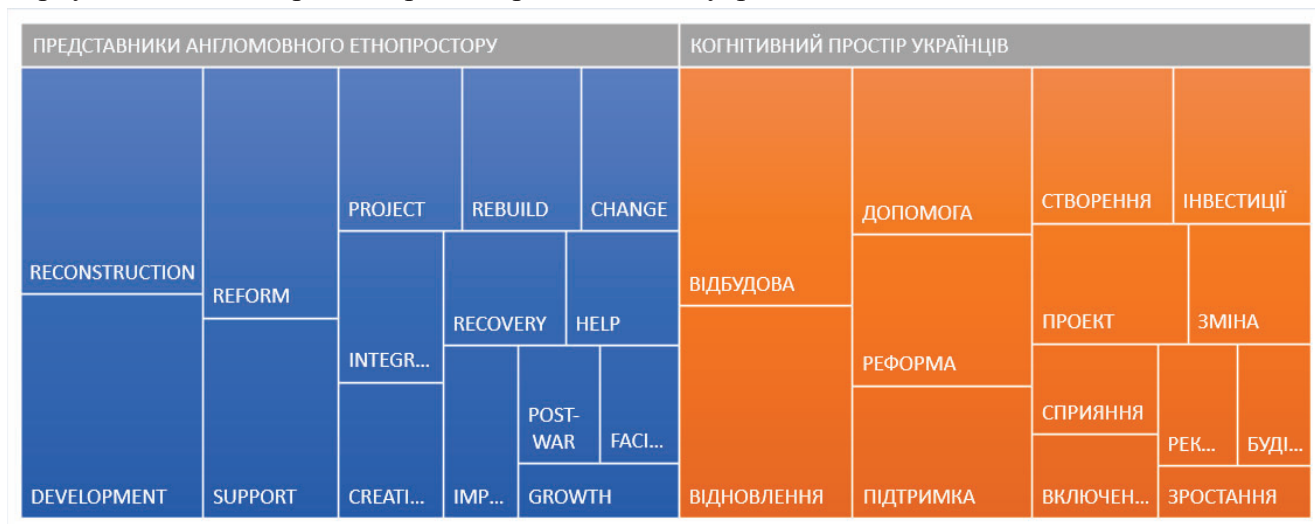 ПРЕДСТАВНИКИ АНГЛОМОВНОГО ЕТНОПРОСТОРУ
КОГНІТИВНИЙ ПРОСТІР УКРАЇНЦІВ
RECONSTRUCTION
DEVELOPMENT
REFORM
SUPPORT
PROJECT
REBUILD
CHANGE
INTEGR...
CREATI...
RECOVERY
HELP
IMP...
POST-
WAR
FACI...
GROWTH
ВІДБУДОВА
ВІДНОВЛЕННЯ
ДОПОМОГА
РЕФОРМА
ПІДТРИМКА
СТВОРЕННЯ
ІНВЕСТИЦІЇ
ПРОЕКТ
ЗМІНА
СПРИЯННЯ
ВКЛЮЧЕН...
РЕК...
БУДІ...
ЗРОСТАННЯ